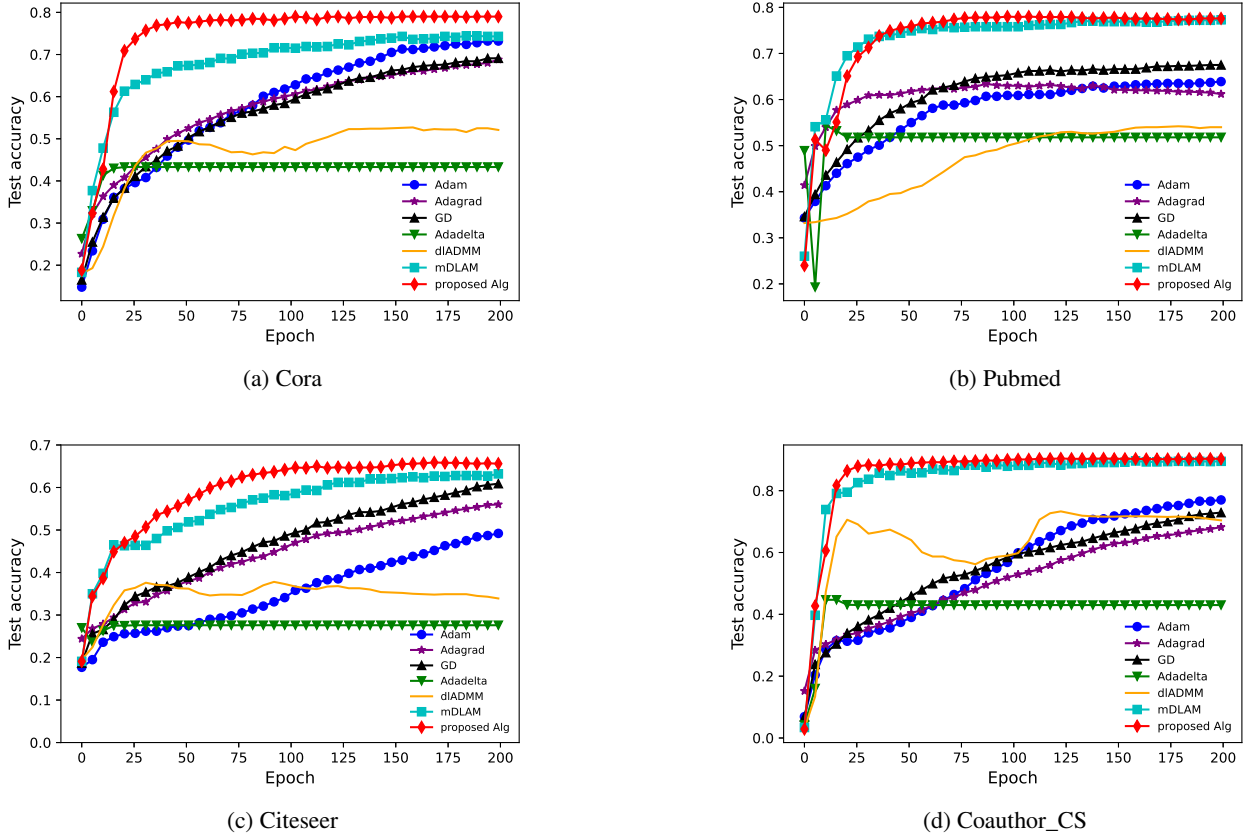 0.8
0.7
0.6
0.5
0.4
0.3
0.2
Test accuracy
Adam
Adagrad
GD
Adadelta
dlADMM
mDLAM
proposed Alg
0 25 50 75 100 125 150 175 200
Epoch
(a) Cora
0.8
0.7
0.6
0.5
0.4
0.3
0.2
Test accuracy
Adam
Adagrad
GD
Adadelta
dlADMM
mDLAM
proposed Alg
0 25 50 75 100 125 150 175 200
Epoch
(b) Pubmed
0.7
0.6
0.5
0.4
0.3
0.2
0.1
0.0
Test accuracy
Adam
Adagrad
GD
Adadelta
dlADMM
mDLAM
proposed Alg
0 25 50 75 100 125 150 175 200
Epoch
(c) Citeseer
0.8
0.6
0.4
0.2
0.0
Test accuracy
Adam
Adagrad
GD
Adadelta
dlADMM
mDLAM
proposed Alg
0 25 50 75 100 125 150 175 200
Epoch
(d) Coauthor_CS